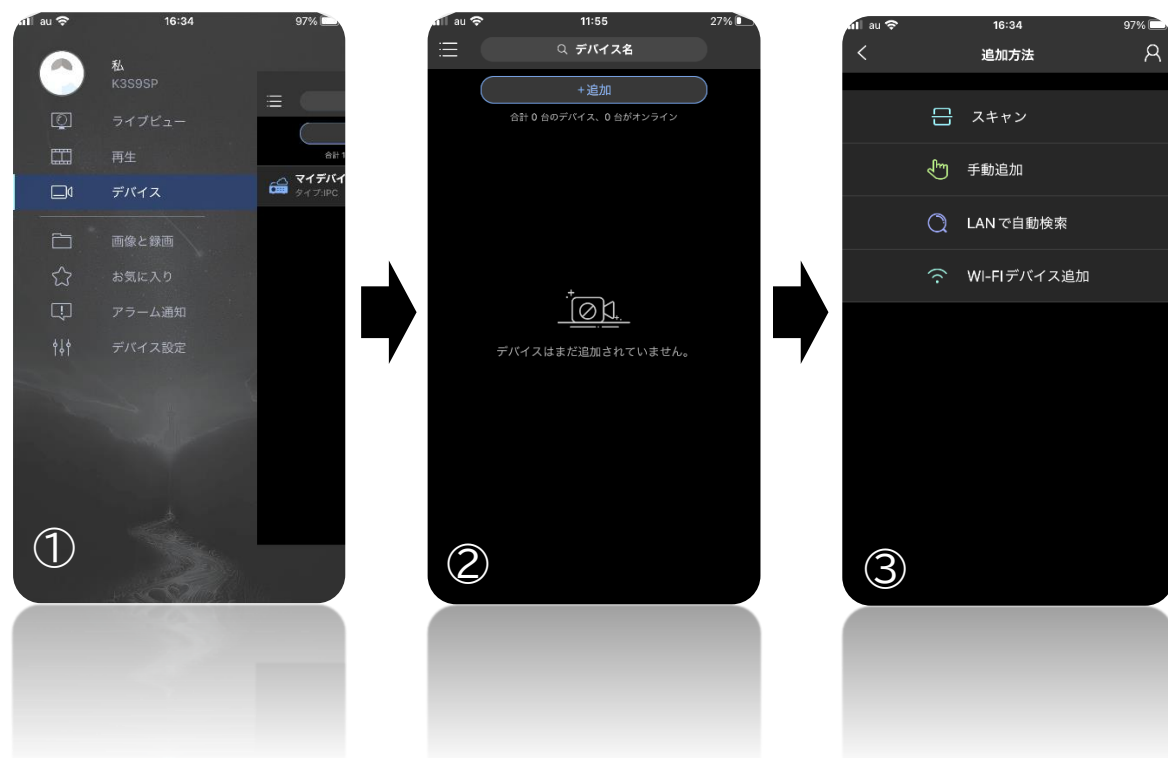 au 16:34 97%
私
K3S9SP
ライブビュー
再生
デバイス
画像と録画
お気に入り
アラーム通知
デバイス設定
合計 1
マイデバイ
タイプ:IPC
①
au 11:55 27%
デバイス名
+追加
合計 0 台のデバイス、0 台がオンライン
デバイスはまだ追加されていません。
②
au 16:34 97%
追加方法
スキャン
手動追加
LANで自動検索
WI-FIデバイス追加
③